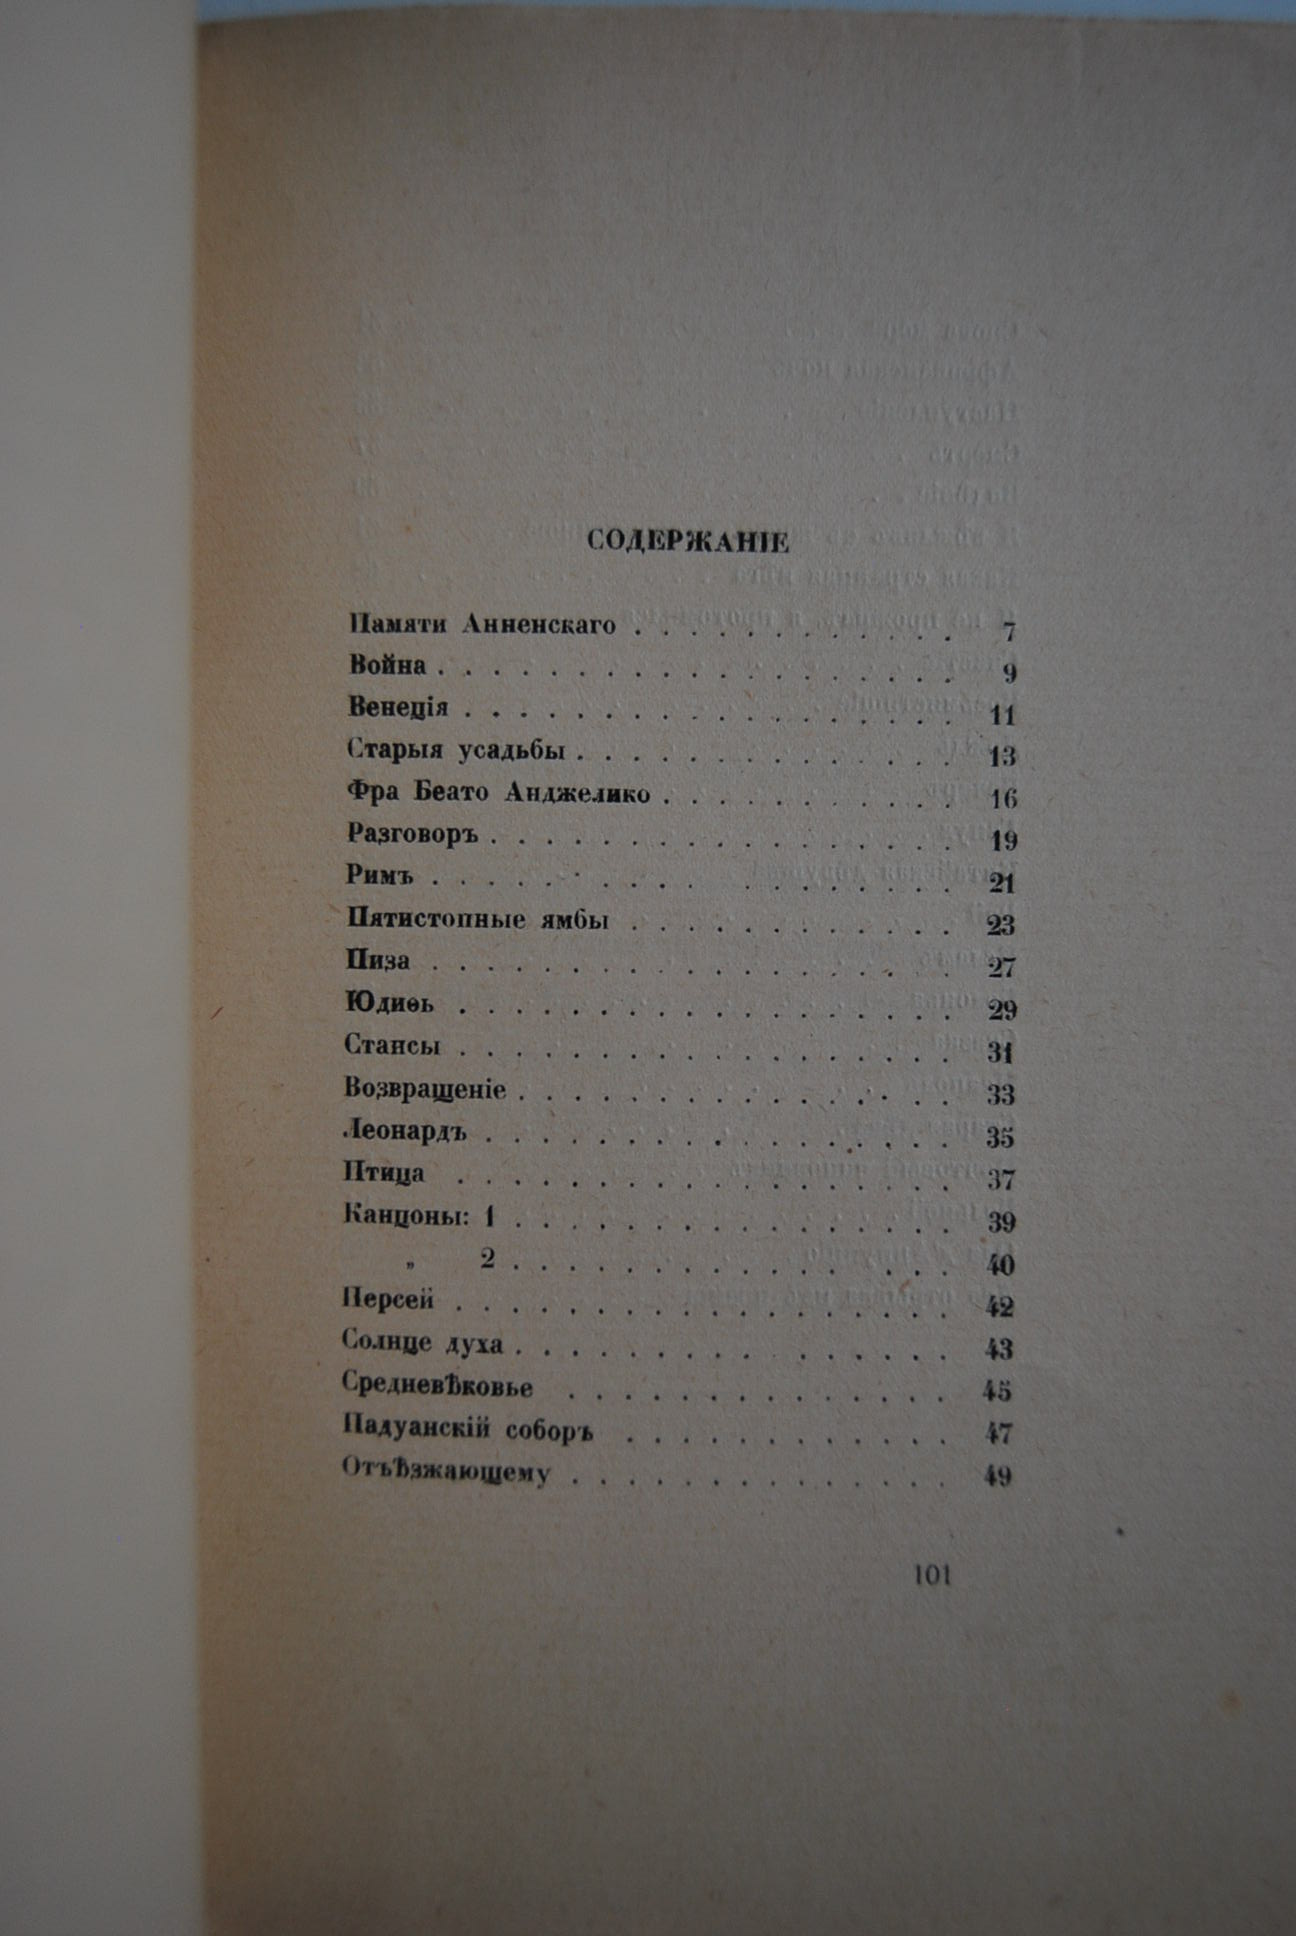 СОДЕРЖАНІЕ
Памяти Анненскаго . . . . . . . . . . . . 7
Война . . . . . . . . . . . . . . . . . . . 9
Венеція . . . . . . . . . . . . . . . . . . 11
Старыя усадьбы . . . . . . . . . . . . . . 13
Фра Беато Анджелико . . . . . . . . . . . 16
Разговоръ . . . . . . . . . . . . . . . . . 19
Римъ . . . . . . . . . . . . . . . . . . . 21
Пятистопные ямбы . . . . . . . . . . . . 23
Пиза . . . . . . . . . . . . . . . . . . . 27
Юдиѳь . . . . . . . . . . . . . . . . . . 29
Стансы . . . . . . . . . . . . . . . . . . 31
Возвращеніе . . . . . . . . . . . . . . . . 33
Леонардъ . . . . . . . . . . . . . . . . . 35
Птица . . . . . . . . . . . . . . . . . . 37
Канцоны: 1 . . . . . . . . . . . . . . . . 39
„ 2 . . . . . . . . . . . . . . . . 40
Персей . . . . . . . . . . . . . . . . . . 42
Солнце духа . . . . . . . . . . . . . . . . 43
Средневѣковье . . . . . . . . . . . . . . 45
Падуанскій соборъ . . . . . . . . . . . . 47
Отъѣзжающему . . . . . . . . . . . . . . 49
101